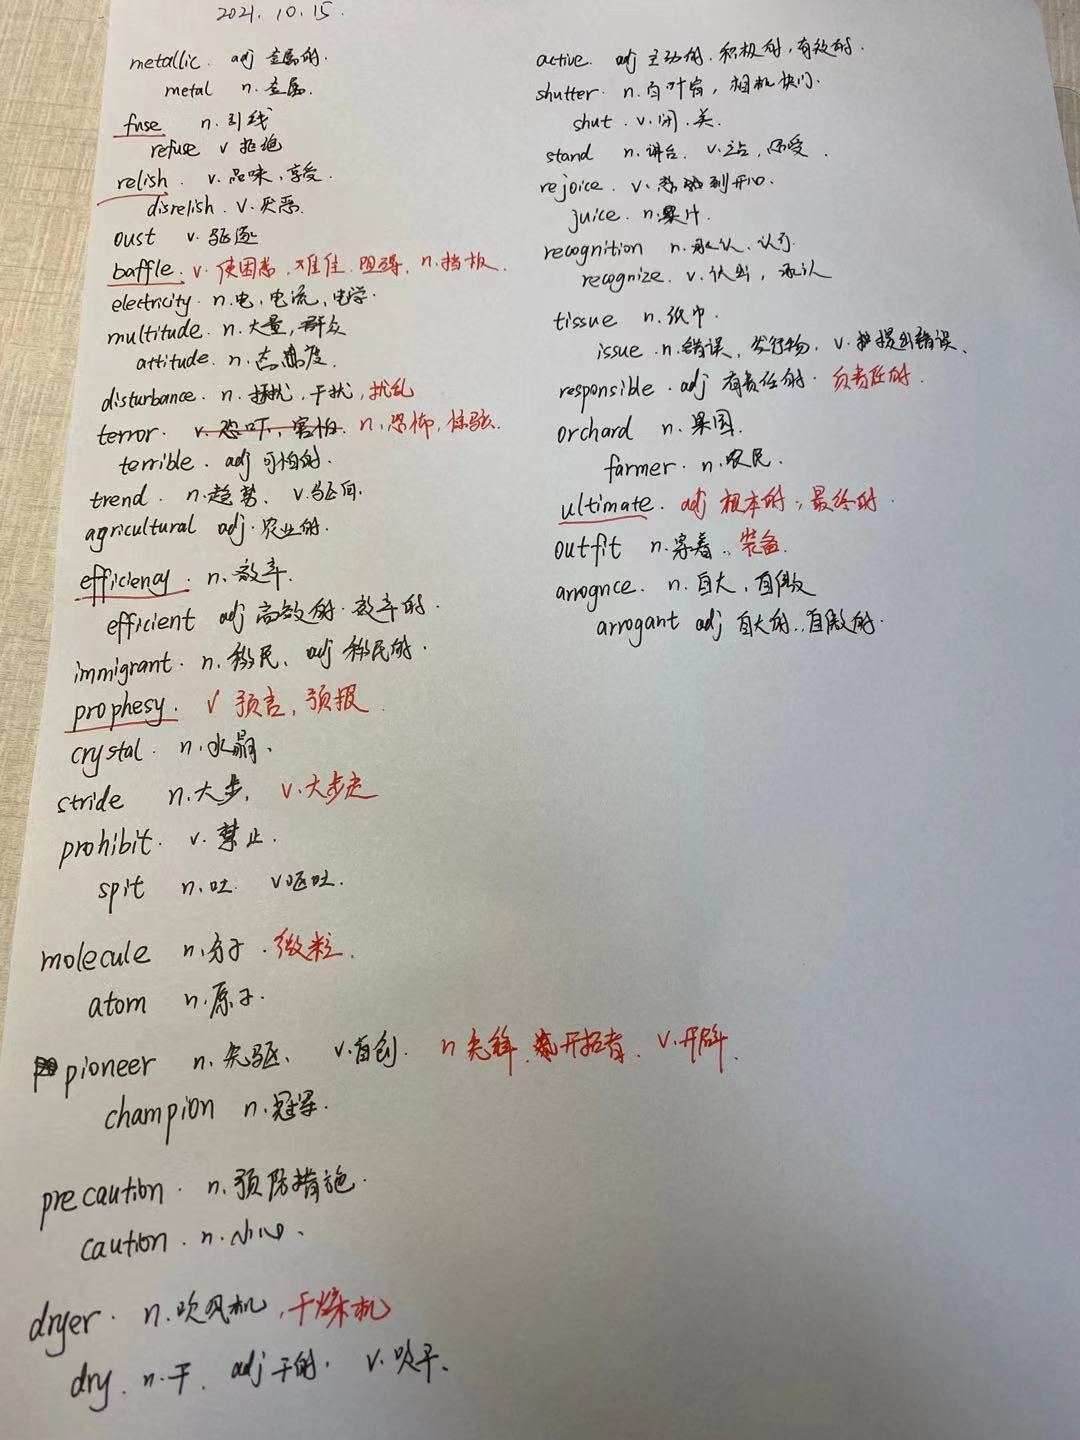 2021. 10. 15.
metallic. adj 金属的.
metal n. 金属.
fuse n. 引线
refuse v 拒绝
relish. v. 品味, 享受.
disrelish. v. 厌恶.
oust v. 驱逐
baffle. v. 使困惑, 难住, 阻碍, n. 挡板.
electricity. n. 电, 电流, 电学.
multitude. n. 大量, 群众
attitude. n. 态度.
disturbance. n. 打扰, 干扰, 扰乱
terror. v. 恐吓, 害怕. n. 恐怖, 惊骇.
terrible. adj 可怕的.
trend. n. 趋势, v. 趋向.
agricultural adj. 农业的.
efficiency. n. 效率.
efficient adj 高效的. 效率的.
immigrant. n. 移民, adj 移民的.
prophesy. v 预言, 预报.
crystal. n. 水晶.
stride n. 大步, v. 大步走
prohibit. v. 禁止.
spit n. 吐 v 呕吐.
molecule n. 分子. 微粒.
atom n. 原子.
pioneer n. 先驱, v. 首创. n 先锋, 开拓者. v. 开辟.
champion n. 冠军.
precaution. n. 预防措施.
caution. n. 小心.
dryer. n. 吹风机, 干燥机
dry. n. 干. adj 干的. v. 吹干.
active. adj 主动的, 积极的, 有效的.
shutter. n. 百叶窗, 相机快门.
shut. v. 闭. 关.
stand n. 讲台. v. 站, 忍受.
rejoice. v. 感到开心.
juice. n. 果汁.
recognition n. 承认, 认可.
recognize. v. 认出, 承认
tissue n. 纸巾.
issue. n. 错误, 发行物, v. 提出错误.
responsible. adj 有责任的. 负责任的.
orchard n. 果园.
farmer. n. 农民.
ultimate. adj 根本的, 最终的.
outfit n. 穿着, 装备.
arrognce. n. 自大, 自傲
arrogant adj 自大的, 自傲的.